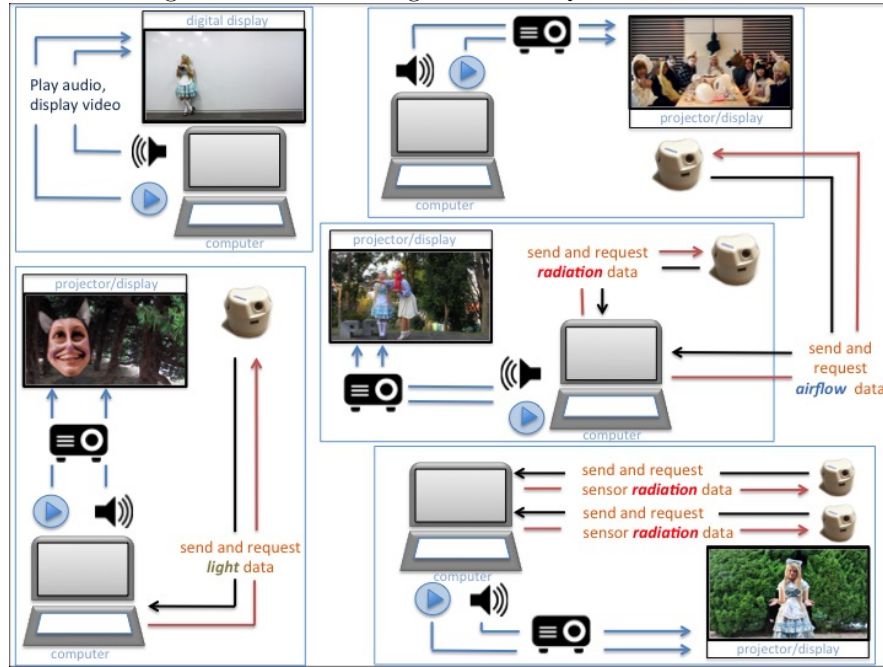 digital display
Play audio,
display video
computer
projector/display
computer
projector/display
send and request
radiation data
computer
send and
request
airflow data
projector/display
send and request
light data
computer
send and request
sensor radiation data
send and request
sensor radiation data
computer
projector/display